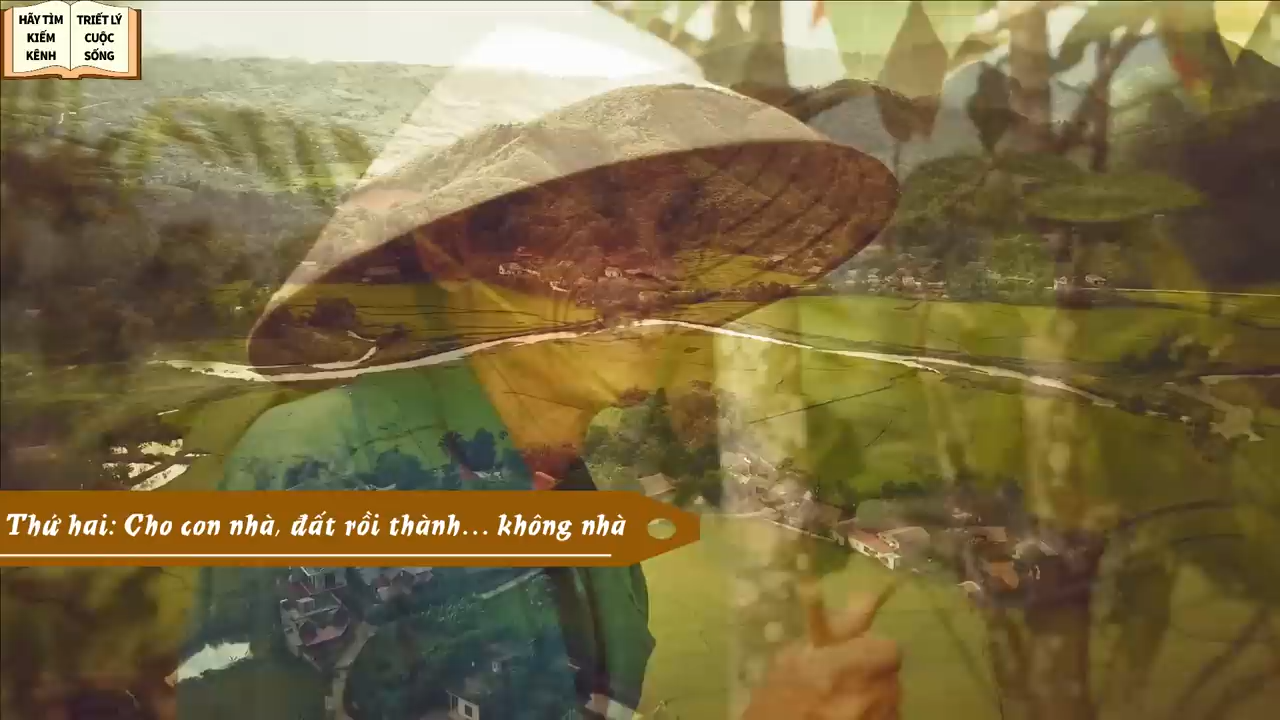 HÃY TÌM
KIẾM
KÊNH
TRIẾT LÝ
CUỘC
SỐNG
Thứ hai: Cho con nhà, đất rồi thành... không nhà